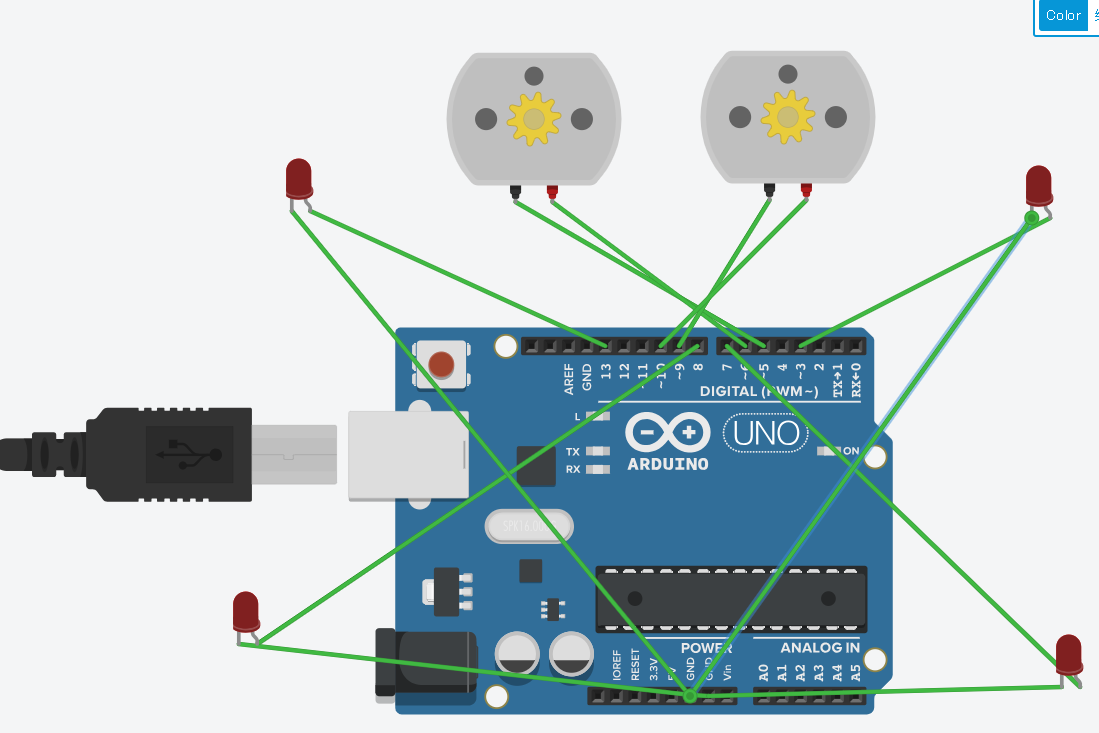 Color
AREF
GND
13
12
~11
~10
~9
8
7
~6
~5
4
~3
2
TX→1
RX←0
DIGITAL (PWM~)
L
TX
RX
ARDUINO
UNO
ON
POWER
ANALOG IN
IOREF
RESET
3.3V
5V
GND
GND
Vin
A0
A1
A2
A3
A4
A5